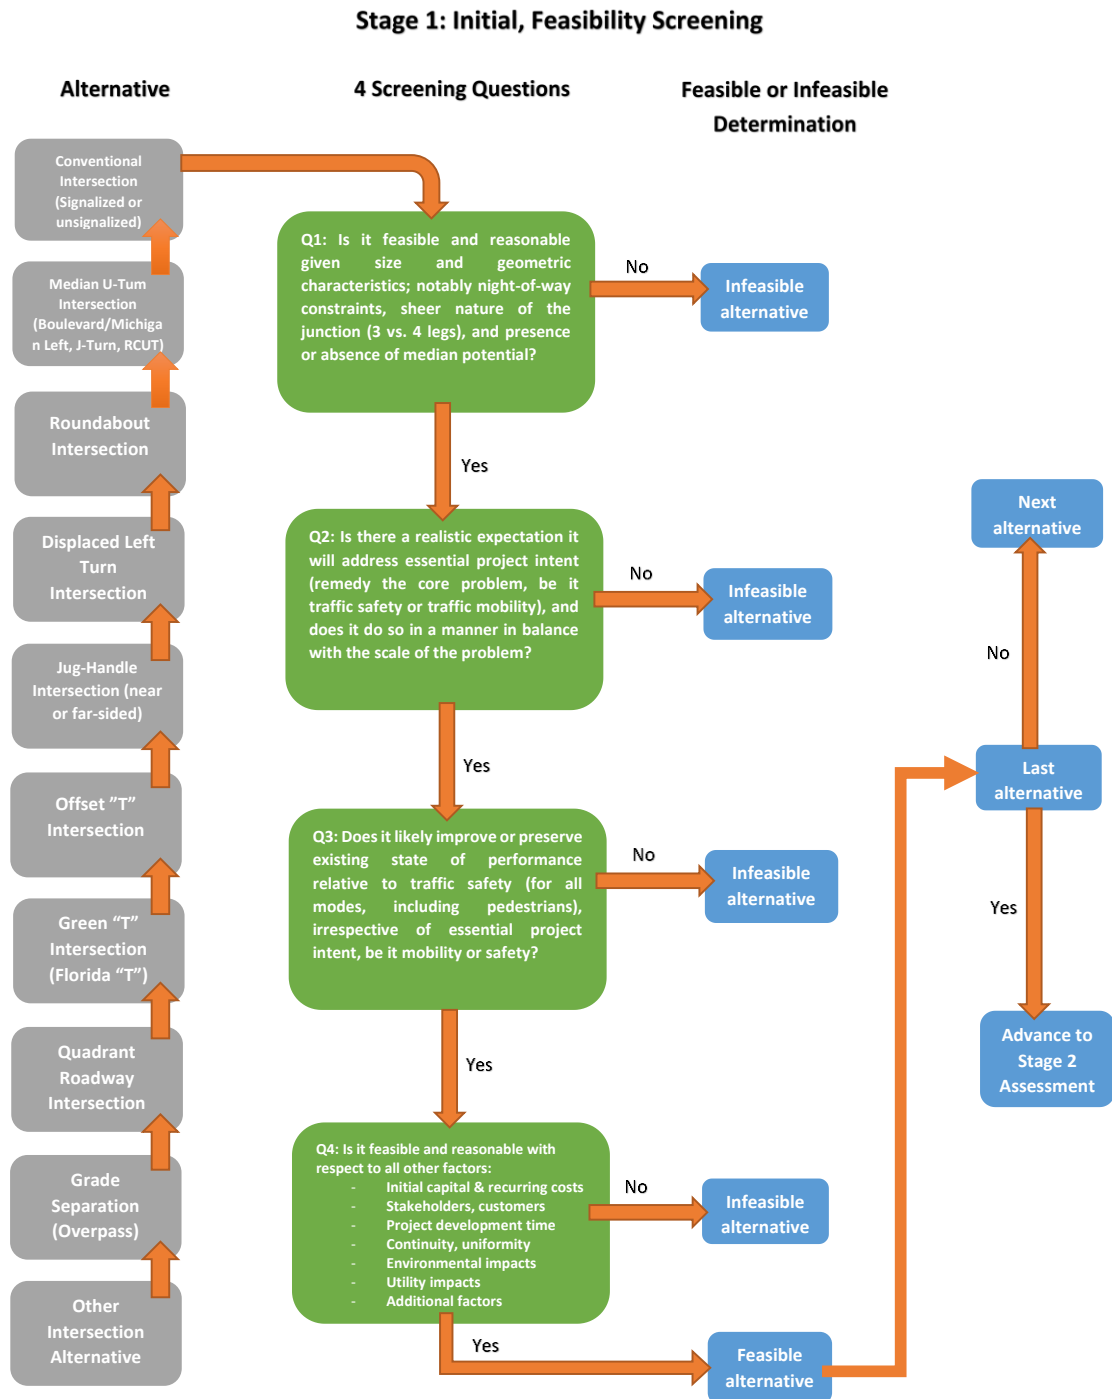 Stage 1: Initial, Feasibility Screening
Alternative
4 Screening Questions
Feasible or Infeasible
Determination
Conventional
Intersection
(Signalized or
unsignalized)
Median U-Tum
Intersection
(Boulevard/Michiga
n Left, J-Turn, RCUT)
Roundabout
Intersection
Displaced Left
Turn
Intersection
Jug-Handle
Intersection (near
or far-sided)
Offset ”T”
Intersection
Green “T”
Intersection
(Florida “T”)
Quadrant
Roadway
Intersection
Grade
Separation
(Overpass)
Other
Intersection
Alternative
Q1: Is it feasible and reasonable
given size and geometric
characteristics; notably night-of-way
constraints, sheer nature of the
junction (3 vs. 4 legs), and presence
or absence of median potential?
No
Infeasible
alternative
Yes
Q2: Is there a realistic expectation it
will address essential project intent
(remedy the core problem, be it
traffic safety or traffic mobility), and
does it do so in a manner in balance
with the scale of the problem?
No
Infeasible
alternative
Yes
Q3: Does it likely improve or preserve
existing state of performance
relative to traffic safety (for all
modes, including pedestrians),
irrespective of essential project
intent, be it mobility or safety?
No
Infeasible
alternative
Yes
Q4: Is it feasible and reasonable with
respect to all other factors:
- Initial capital & recurring costs
- Stakeholders, customers
- Project development time
- Continuity, uniformity
- Environmental impacts
- Utility impacts
- Additional factors
No
Infeasible
alternative
Yes
Feasible
alternative
Next
alternative
No
Last
alternative
Yes
Advance to
Stage 2
Assessment